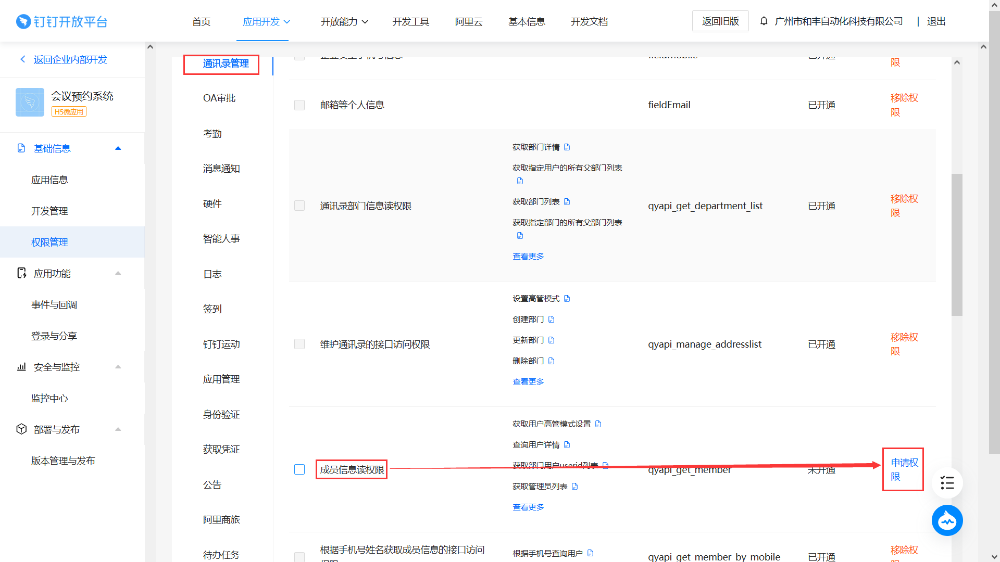 钉钉开放平台
首页
应用开发
开放能力
开发工具
阿里云
基本信息
开发文档
返回旧版
广州市和丰自动化科技有限公司
|
退出
返回企业内部开发
会议预约系统
H5微应用
基础信息
应用信息
开发管理
权限管理
应用功能
事件与回调
登录与分享
安全与监控
监控中心
部署与发布
版本管理与发布
通讯录管理
OA审批
考勤
消息通知
硬件
智能人事
日志
签到
钉钉运动
应用管理
身份验证
获取凭证
公告
阿里商旅
待办任务
fieldMobile
已开通
限
邮箱等个人信息
fieldEmail
已开通
移除权
限
通讯录部门信息读权限
获取部门详情
获取指定用户的所有父部门列表
获取部门列表
获取指定部门的所有父部门列表
查看更多
qyapi_get_department_list
已开通
移除权
限
维护通讯录的接口访问权限
设置高管模式
创建部门
更新部门
删除部门
查看更多
qyapi_manage_addresslist
已开通
移除权
限
成员信息读权限
获取用户高管模式设置
查询用户详情
获取部门用户userid列表
获取管理员列表
查看更多
qyapi_get_member
未开通
申请权
限
根据手机号姓名获取成员信息的接口访问
根据手机号查询用户
qyapi_get_member_by_mobile
已开通
移除权